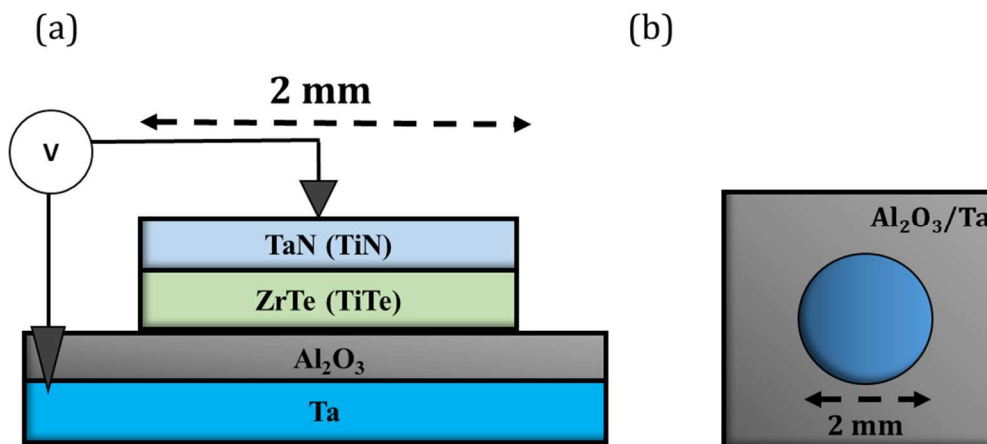 (a)
(b)
2 mm
V
TaN (TiN)
ZrTe (TiTe)
Al₂O₃
Ta
Al₂O₃/Ta
2 mm